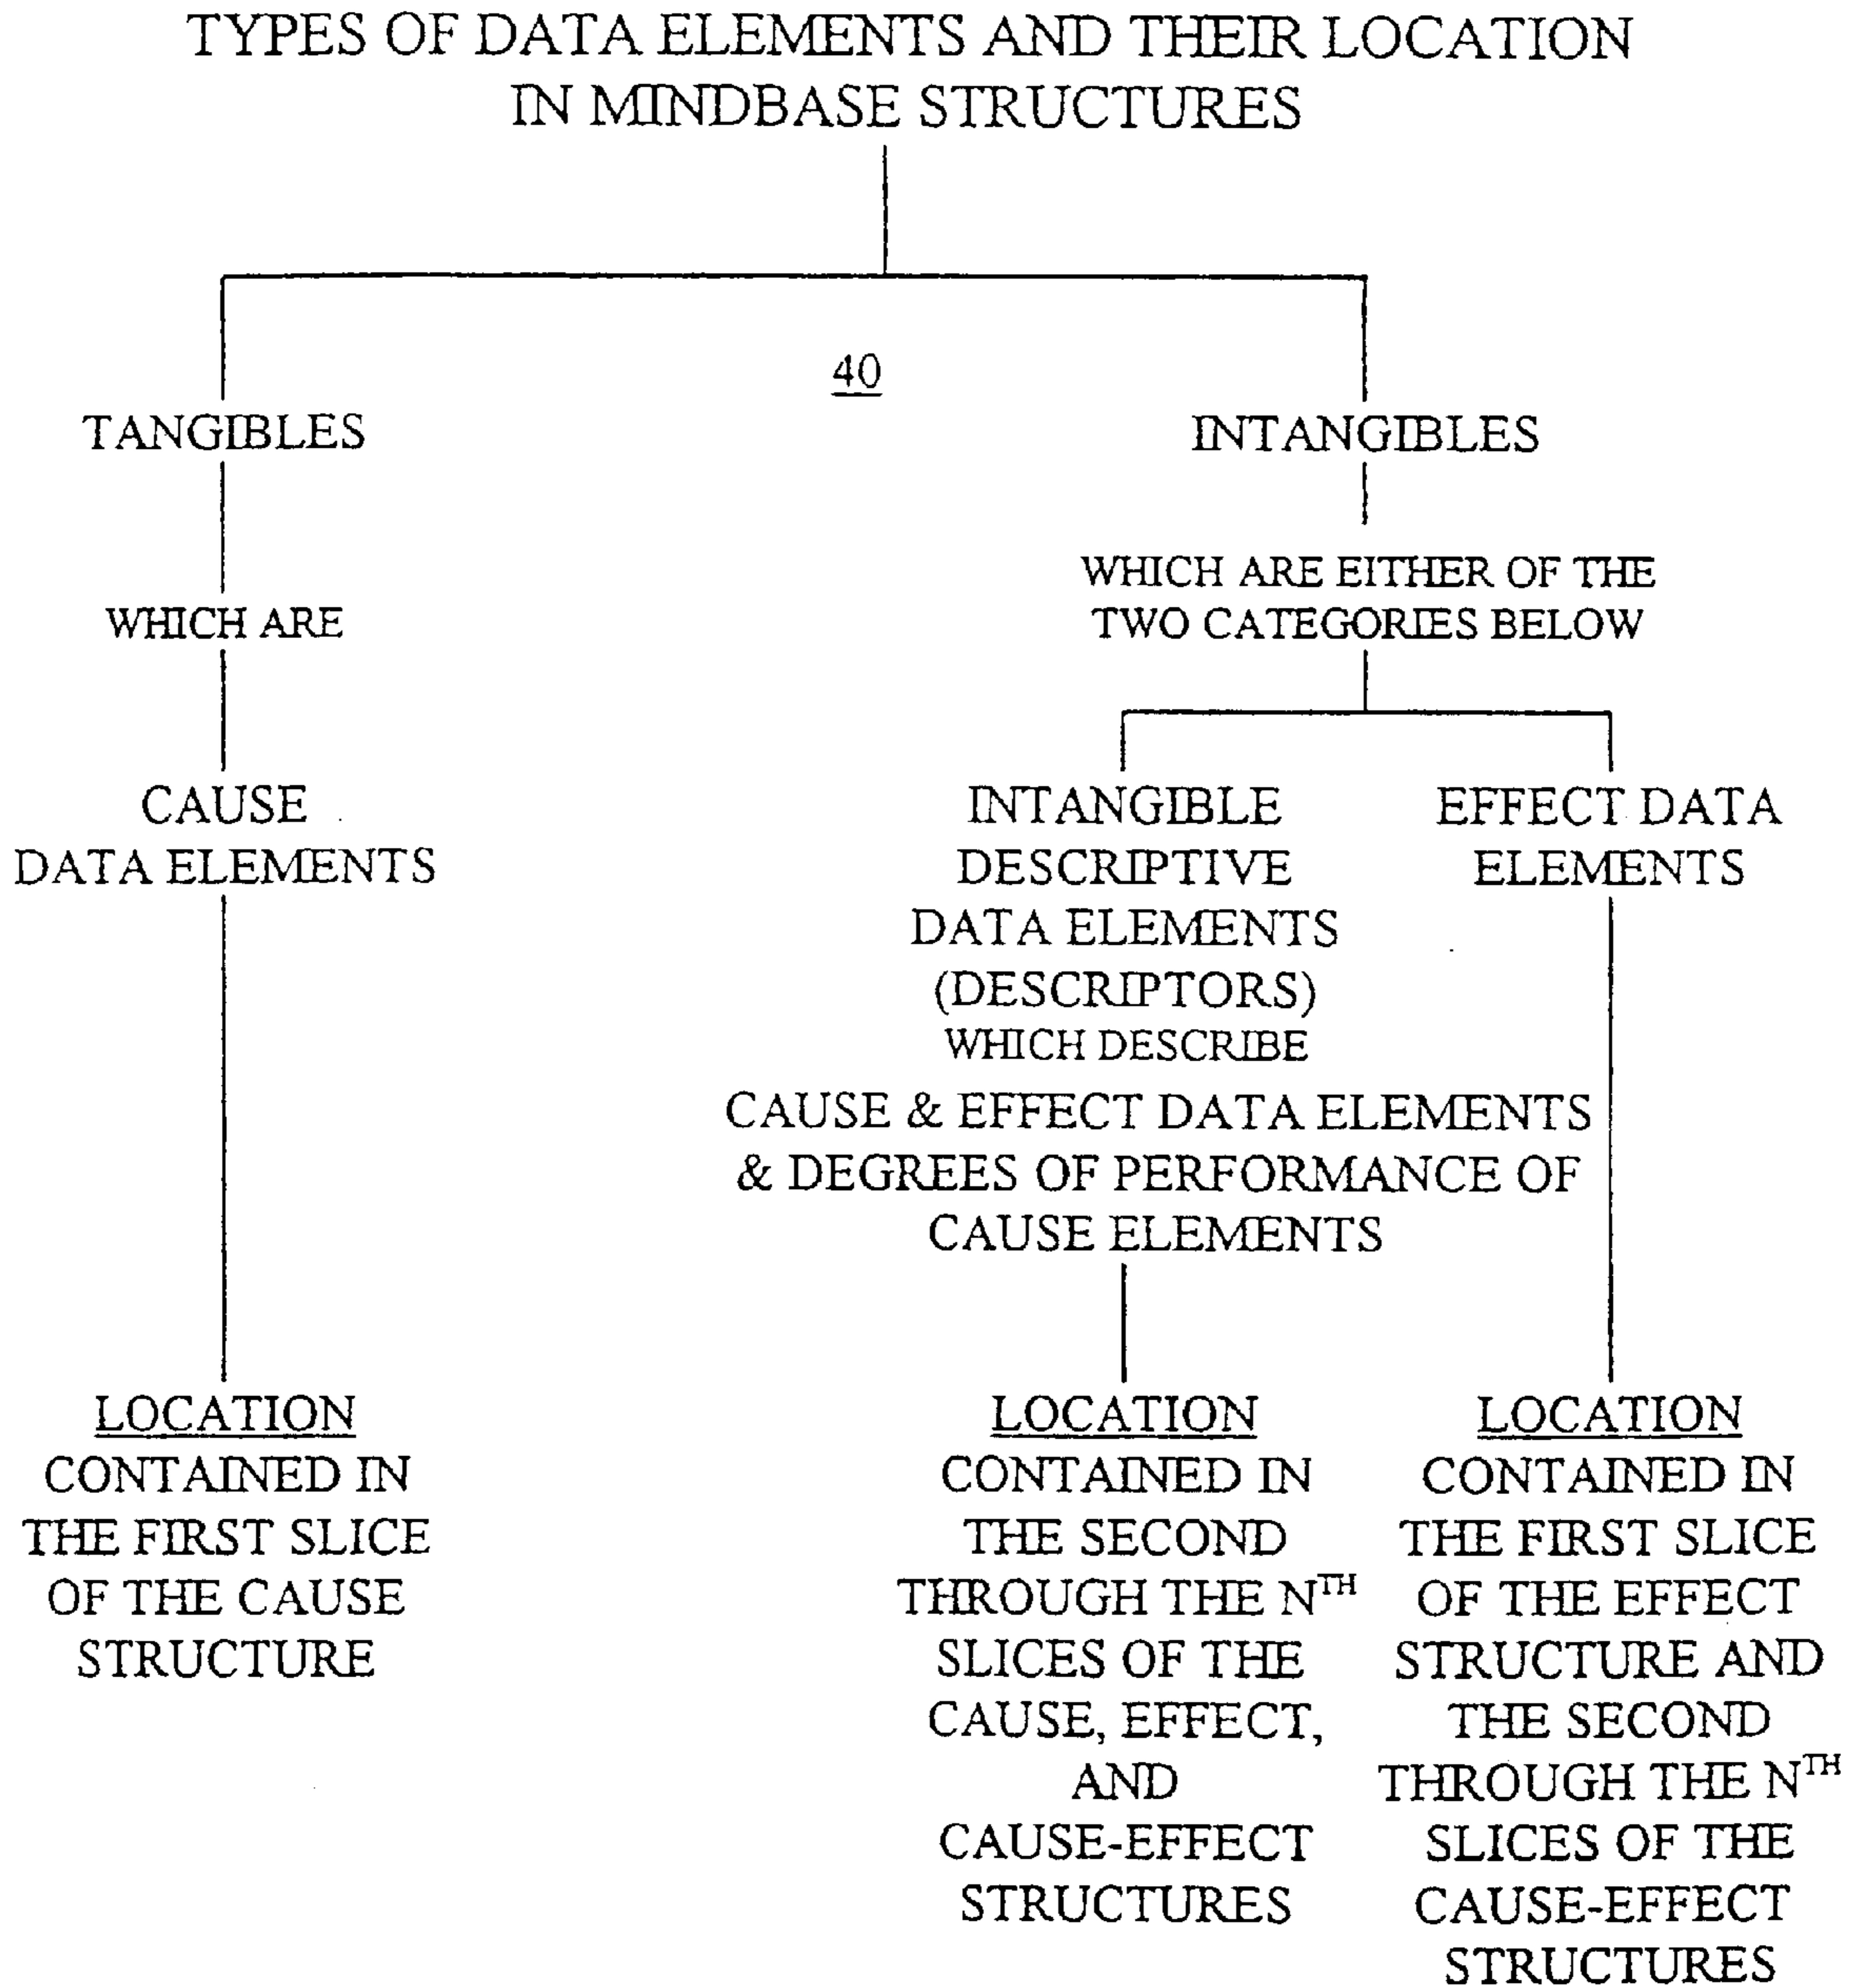 TYPES OF DATA ELEMENTS AND THEIR LOCATION
IN MINDBASE STRUCTURES
40
TANGIBLES
WHICH ARE
CAUSE
DATA ELEMENTS
LOCATION
CONTAINED IN
THE FIRST SLICE
OF THE CAUSE
STRUCTURE
INTANGIBLES
WHICH ARE EITHER OF THE
TWO CATEGORIES BELOW
INTANGIBLE
DESCRIPTIVE
DATA ELEMENTS
(DESCRIPTORS)
WHICH DESCRIBE
CAUSE & EFFECT DATA ELEMENTS
& DEGREES OF PERFORMANCE OF
CAUSE ELEMENTS
LOCATION
CONTAINED IN
THE SECOND
THROUGH THE Nᵀᴴ
SLICES OF THE
CAUSE, EFFECT,
AND
CAUSE-EFFECT
STRUCTURES
EFFECT DATA
ELEMENTS
LOCATION
CONTAINED IN
THE FIRST SLICE
OF THE EFFECT
STRUCTURE AND
THE SECOND
THROUGH THE Nᵀᴴ
SLICES OF THE
CAUSE-EFFECT
STRUCTURES